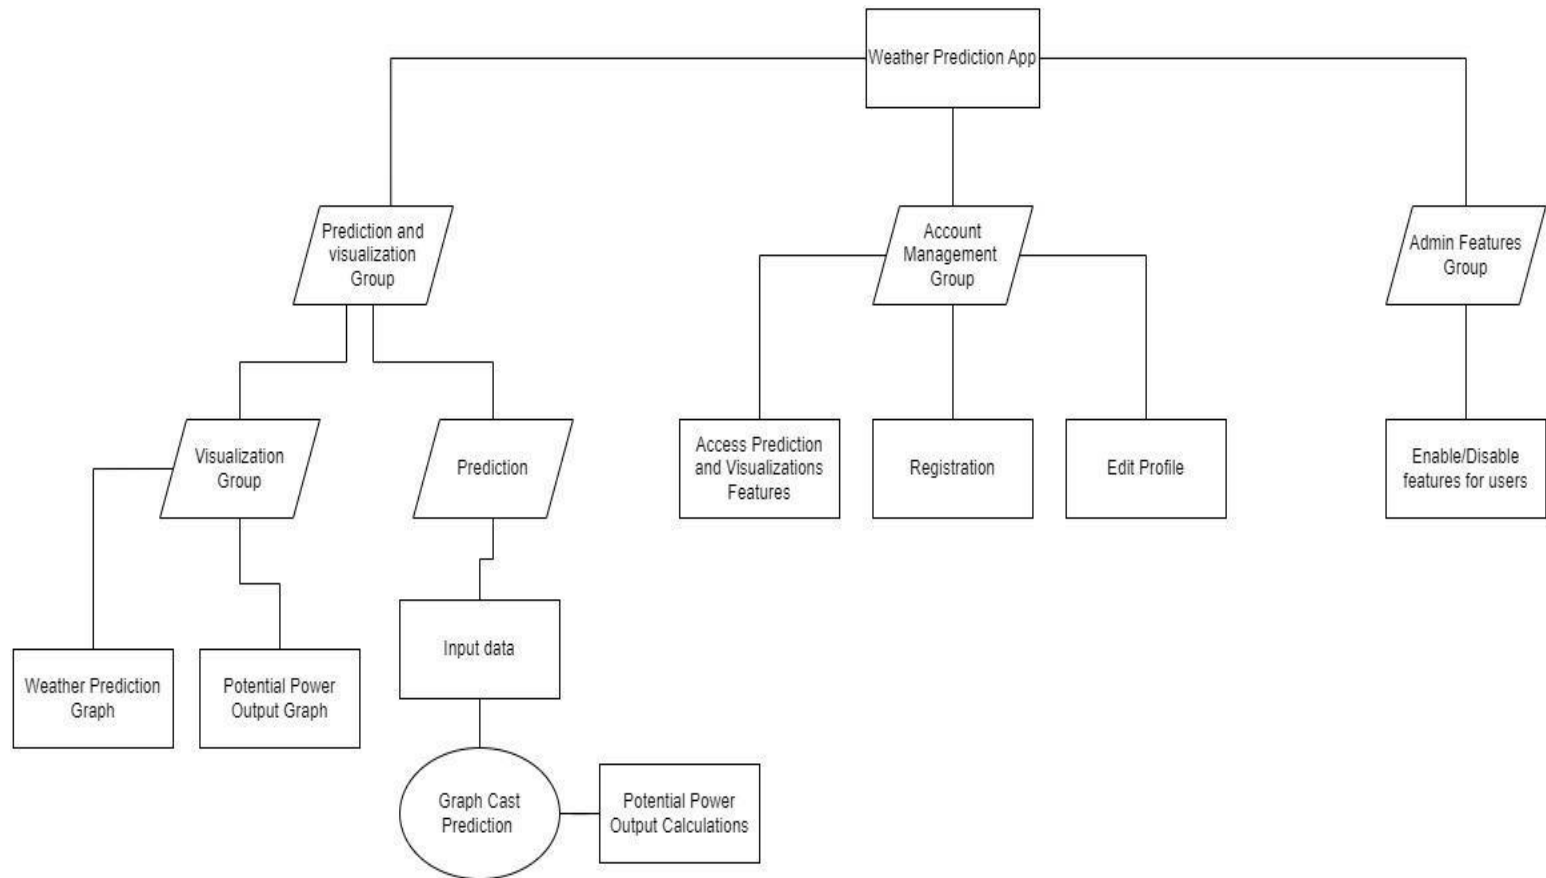 Weather Prediction App
Prediction and
visualization
Group
Account
Management
Group
Admin Features
Group
Visualization
Group
Prediction
Access Prediction
and Visualizations
Features
Registration
Edit Profile
Enable/Disable
features for users
Input data
Weather Prediction
Graph
Potential Power
Output Graph
Graph Cast
Prediction
Potential Power
Output Calculations